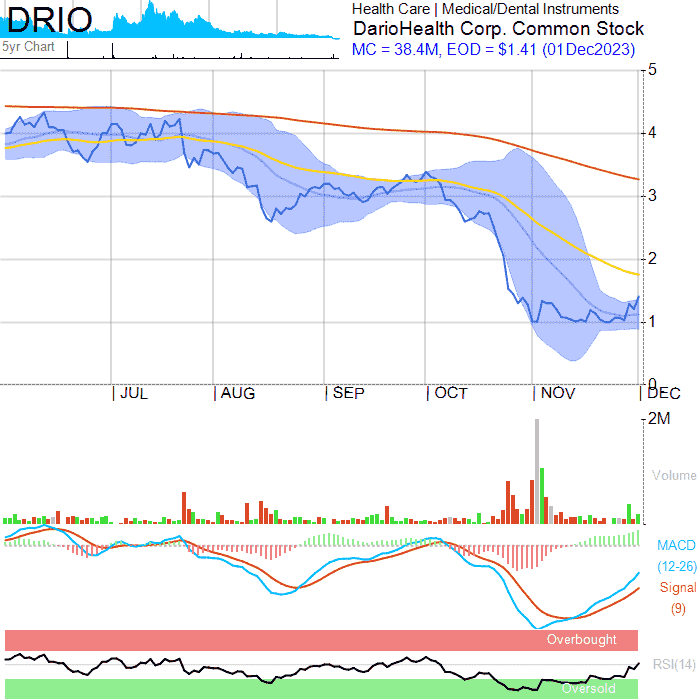 DRIO
5yr Chart
Health Care | Medical/Dental Instruments
DarioHealth Corp. Common Stock
MC = 38.4M, EOD = $1.41 (01Dec2023)
5
4
3
2
1
0
JUL AUG SEP OCT NOV DEC
2M
Volume
MACD
(12-26)
Signal
(9)
Overbought
RSI(14)
Oversold